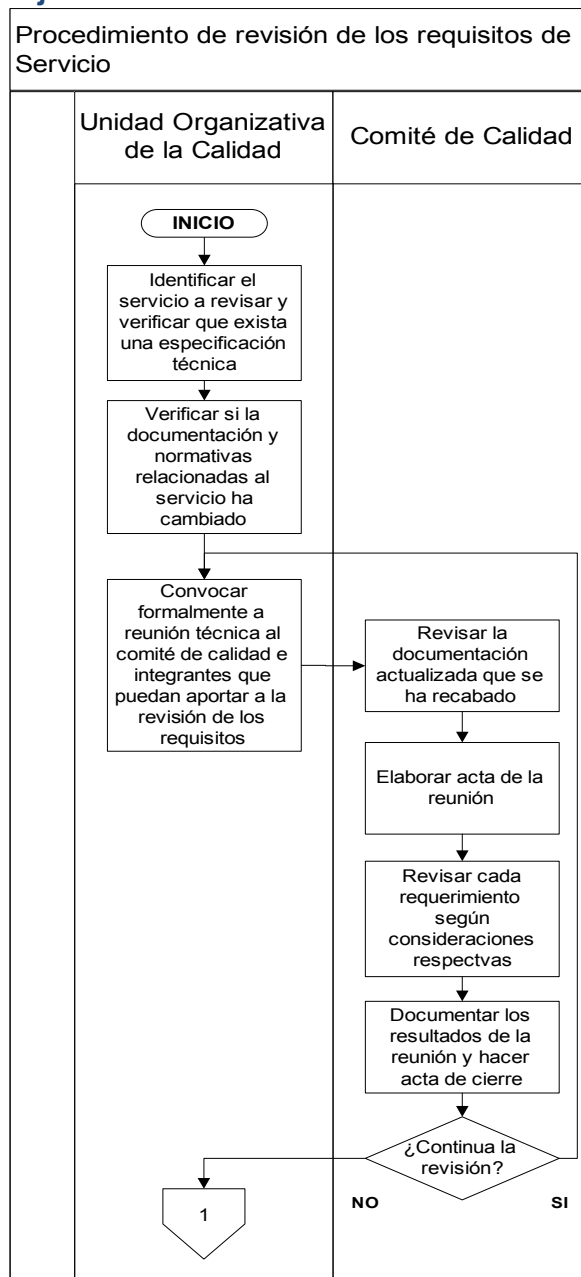 Procedimiento de revisión de los requisitos de
Servicio
Unidad Organizativa
de la Calidad
Comité de Calidad
INICIO
Identificar el
servicio a revisar y
verificar que exista
una especificación
técnica
Verificar si la
documentación y
normativas
relacionadas al
servicio ha
cambiado
Convocar
formalmente a
reunión técnica al
comité de calidad e
integrantes que
puedan aportar a la
revisión de los
requisitos
Revisar la
documentación
actualizada que se
ha recabado
Elaborar acta de la
reunión
Revisar cada
requerimiento
según
consideraciones
respectvas
Documentar los
resultados de la
reunión y hacer
acta de cierre
¿Continua la
revisión?
NO
SI
1